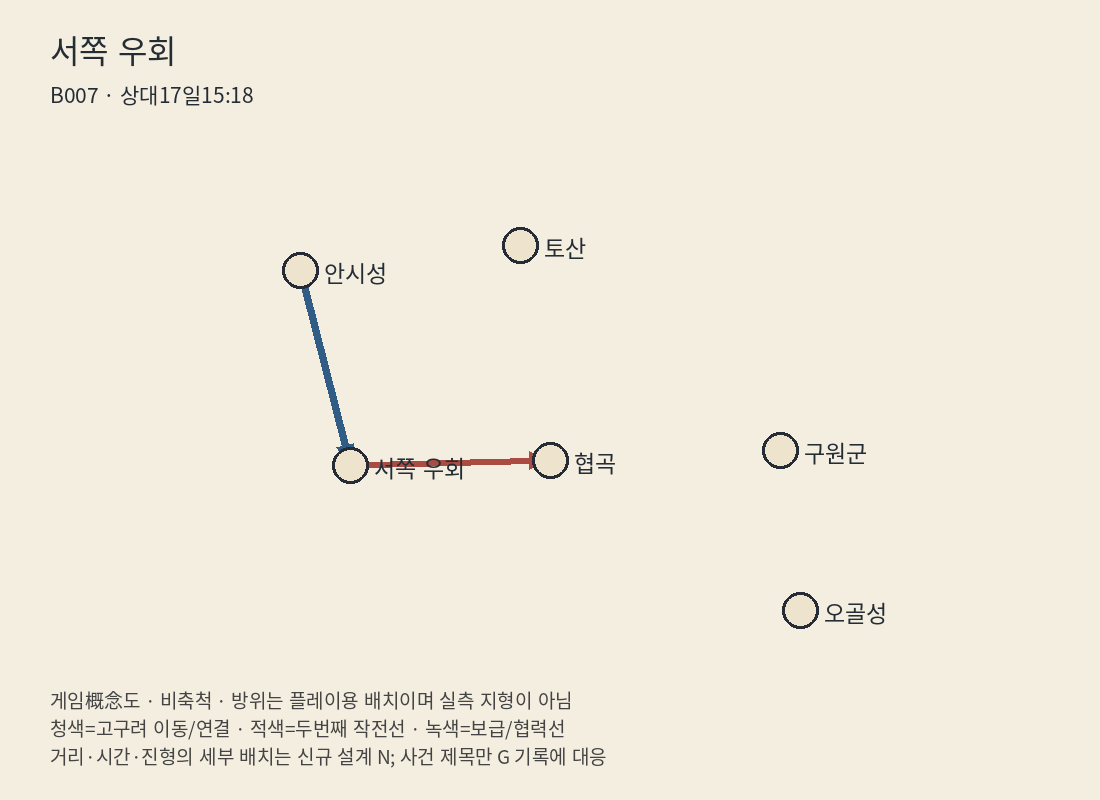 서쪽 우회
B007 · 상대17일15:18
토산
안시성
구원군
협곡
서쪽 우회
오골성
게임概念도 · 비축척 · 방위는 플레이용 배치이며 실측 지형이 아님
청색=고구려 이동/연결 · 적색=두번째 작전선 · 녹색=보급/협력선
거리·시간·진형의 세부 배치는 신규 설계 N; 사건 제목만 G 기록에 대응